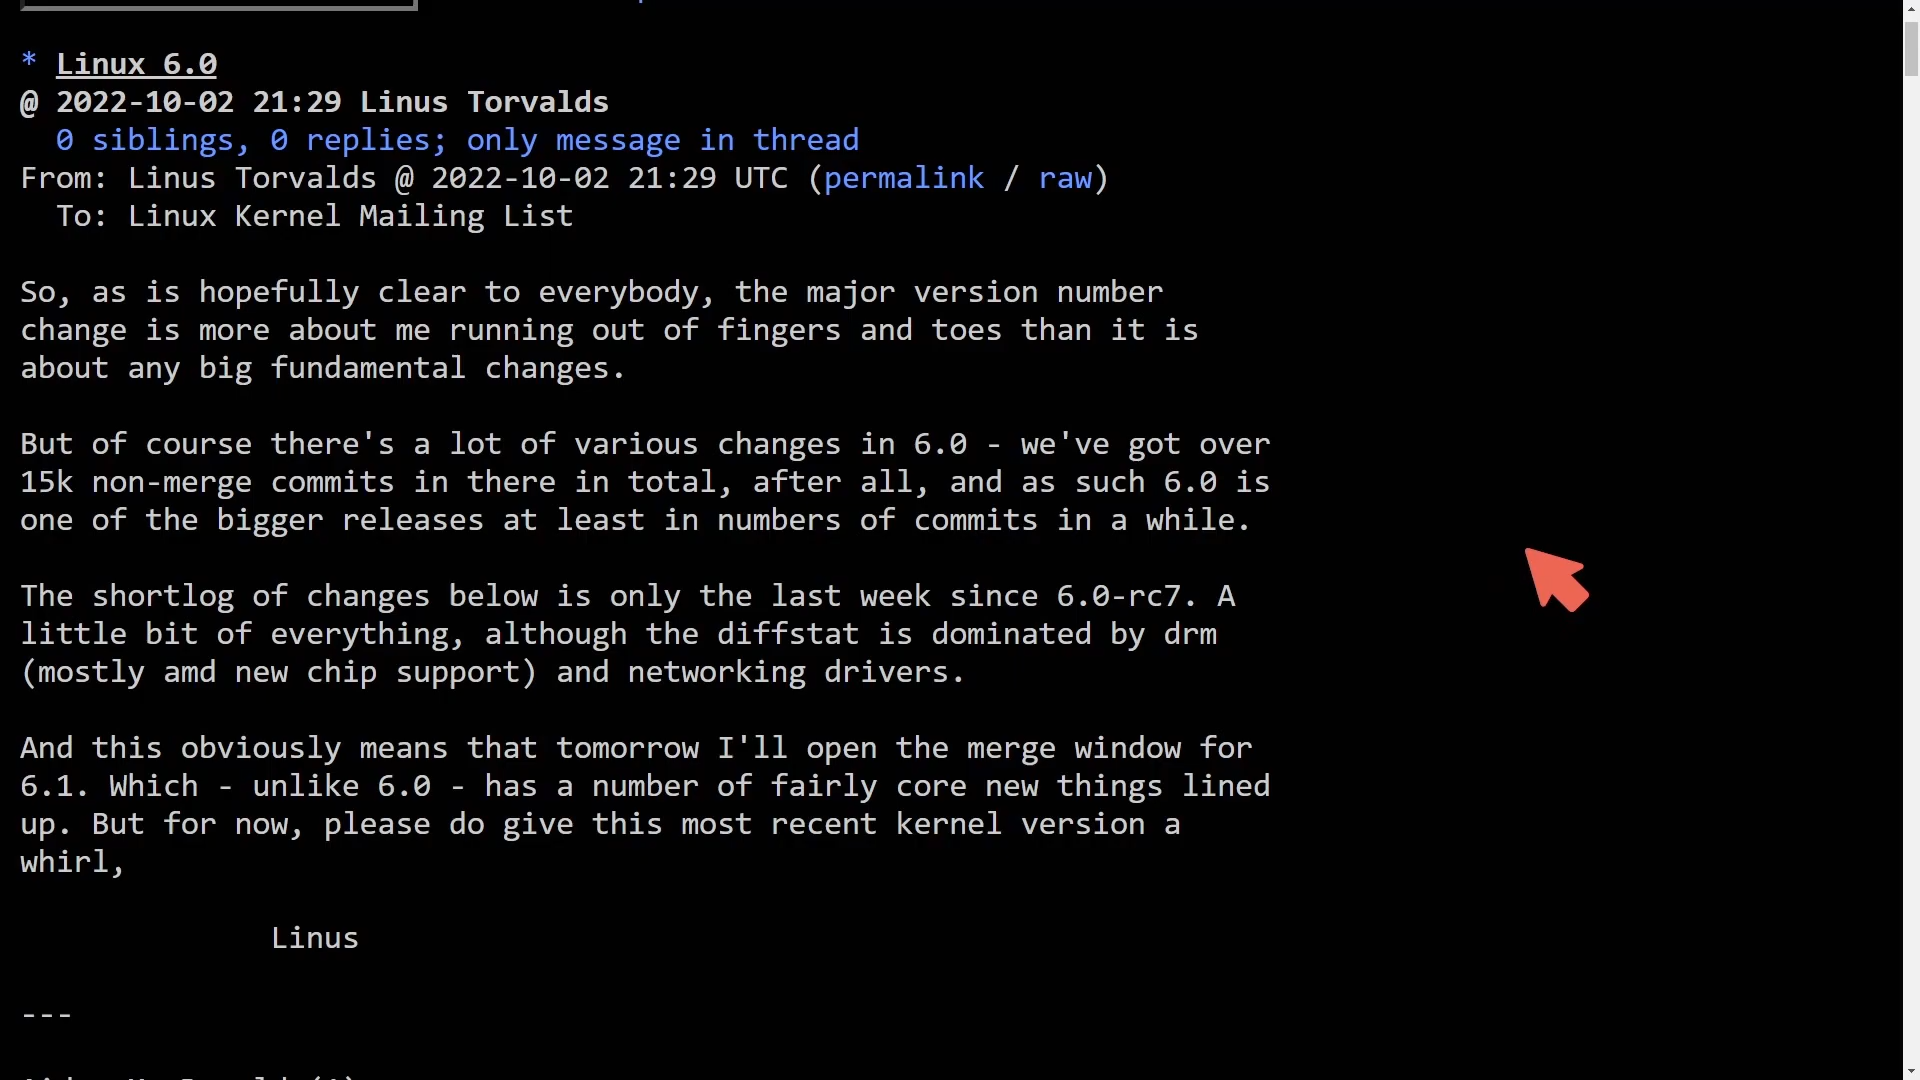 * Linux 6.0
@ 2022-10-02 21:29 Linus Torvalds
0 siblings, 0 replies; only message in thread
From: Linus Torvalds @ 2022-10-02 21:29 UTC (permalink / raw)
To: Linux Kernel Mailing List
So, as is hopefully clear to everybody, the major version number
change is more about me running out of fingers and toes than it is
about any big fundamental changes.
But of course there's a lot of various changes in 6.0 - we've got over
15k non-merge commits in there in total, after all, and as such 6.0 is
one of the bigger releases at least in numbers of commits in a while.
The shortlog of changes below is only the last week since 6.0-rc7. A
little bit of everything, although the diffstat is dominated by drm
(mostly amd new chip support) and networking drivers.
And this obviously means that tomorrow I'll open the merge window for
6.1. Which - unlike 6.0 - has a number of fairly core new things lined
up. But for now, please do give this most recent kernel version a
whirl,
Linus
---